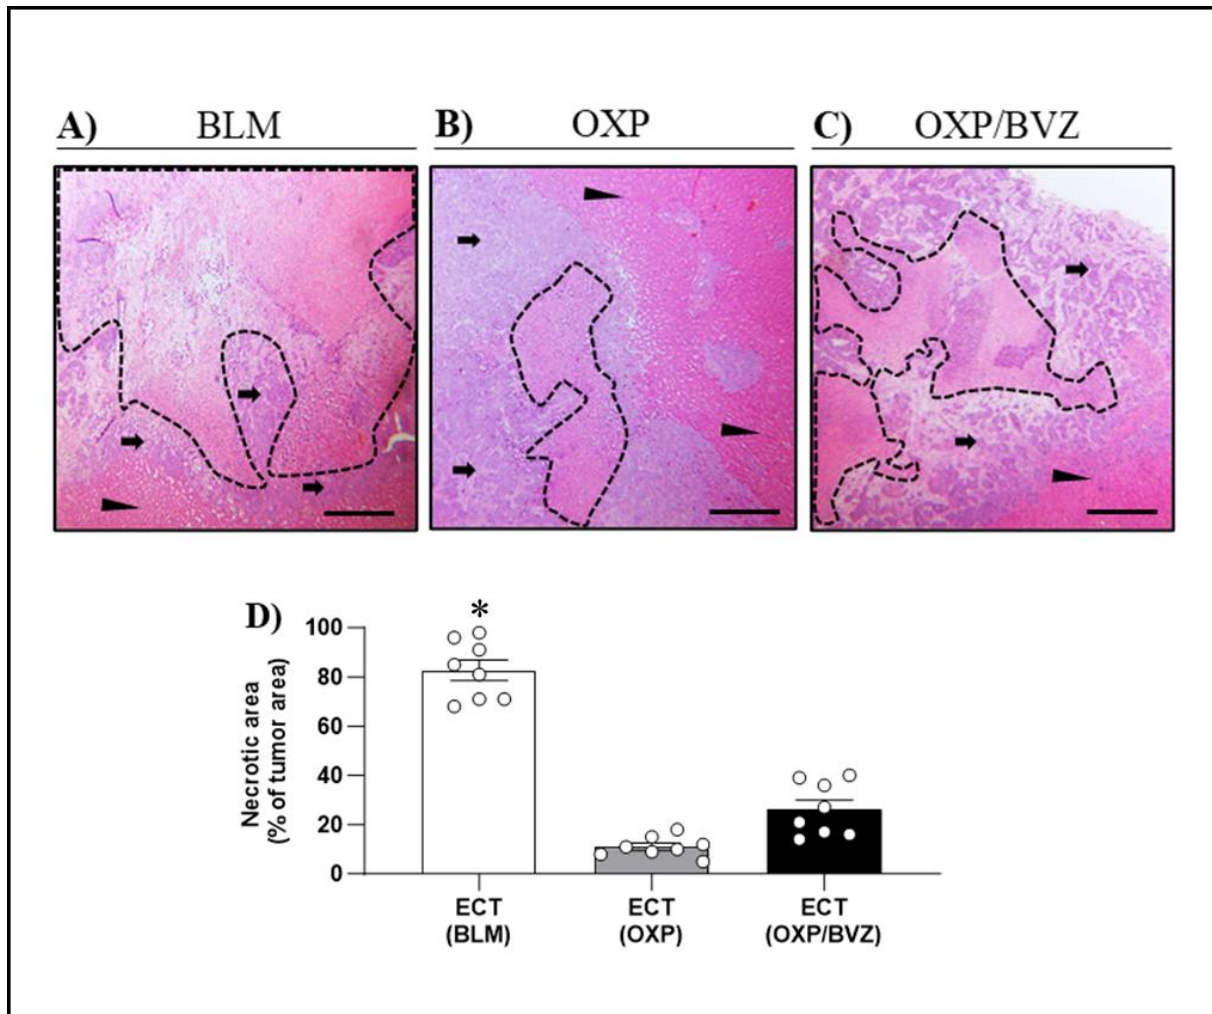 A) BLM
B) OXP
C) OXP/BVZ
D)
*
Necrotic area
(% of tumor area)
100
80
60
40
20
0
ECT
(BLM)
ECT
(OXP)
ECT
(OXP/BVZ)